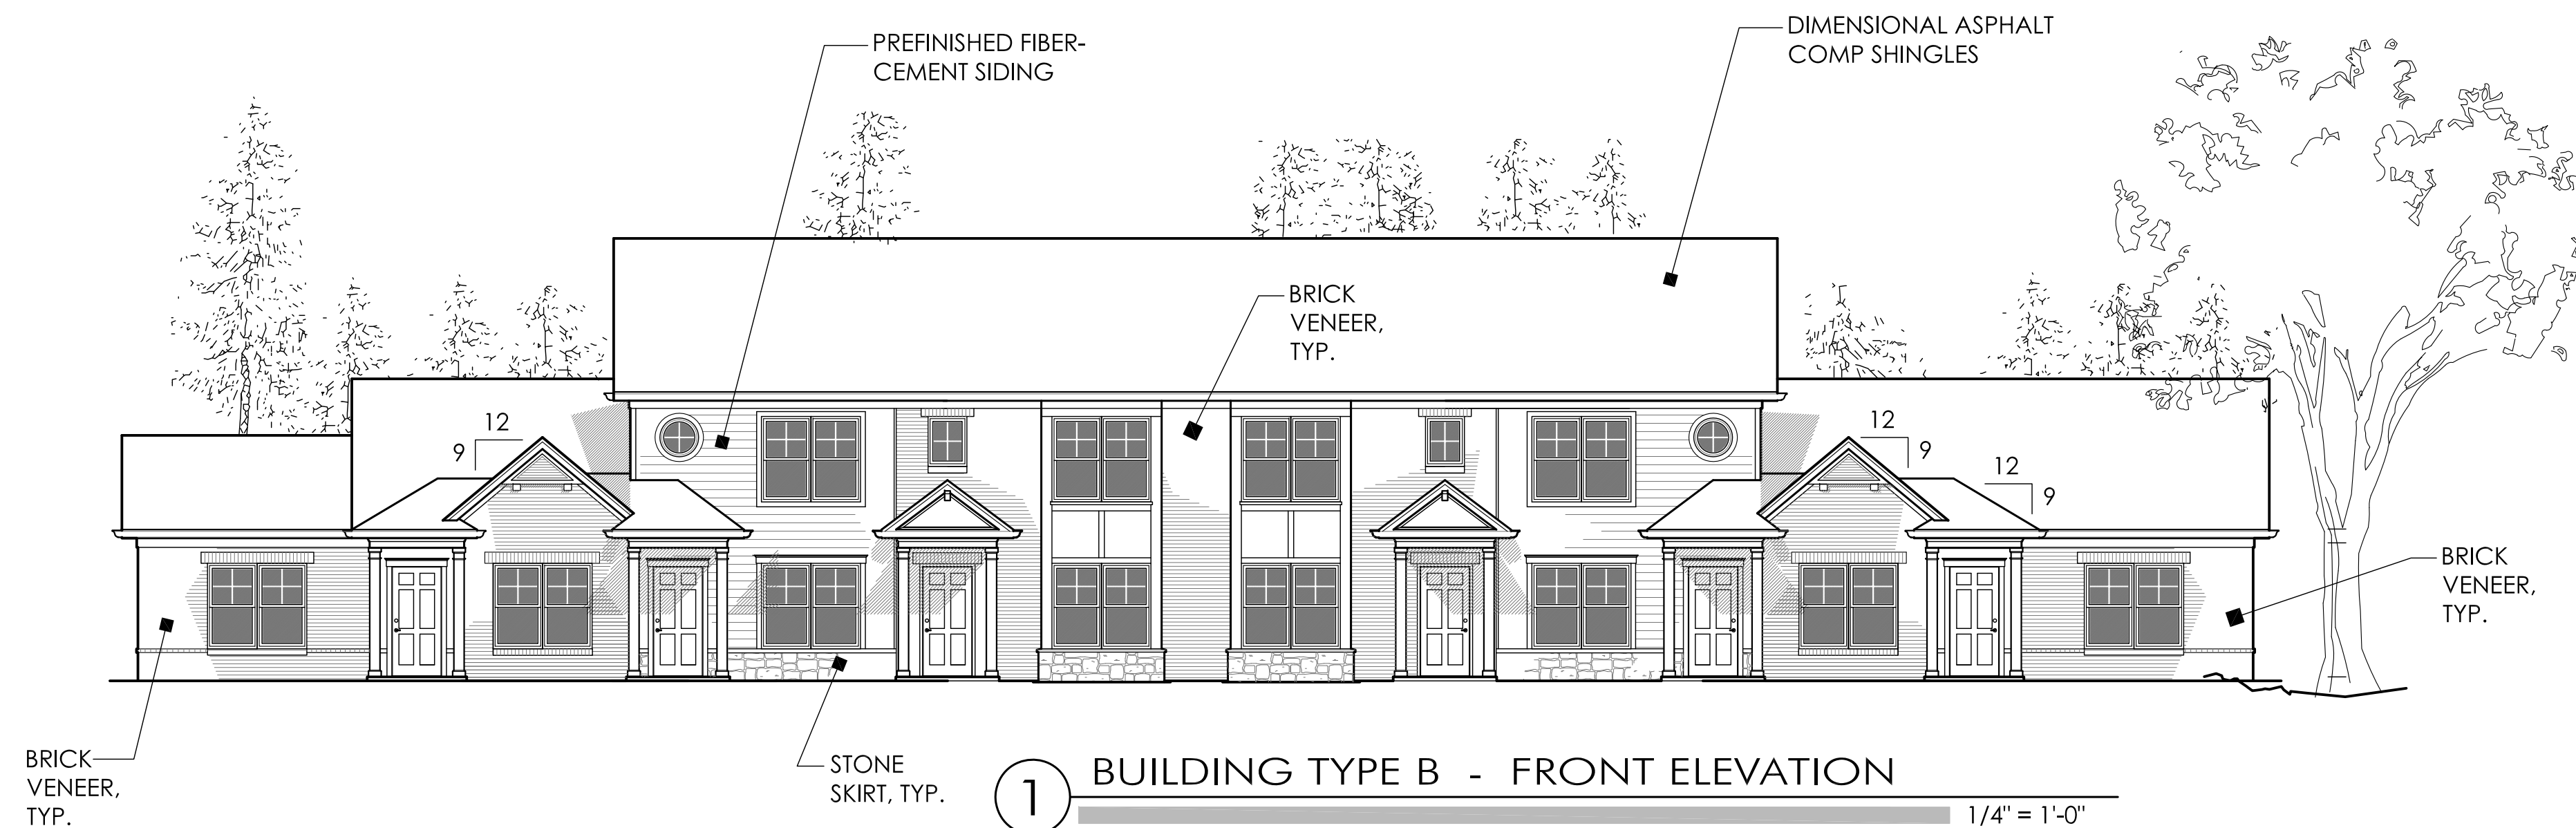 DIMENSIONAL ASPHALT
COMP SHINGLES
PREFINISHED FIBER-
CEMENT SIDING
BRICK
VENEER,
TYP.
12
9
12
9
12
9
BRICK
VENEER,
TYP.
BRICK
VENEER,
TYP.
STONE
SKIRT, TYP.
1
BUILDING TYPE B - FRONT ELEVATION
1/4" = 1'-0"